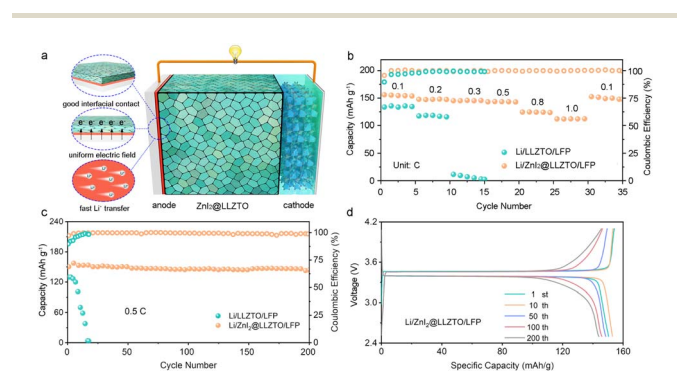 a
good interfacial contact
e⁻ e⁻ e⁻ e⁻ e⁻
uniform electric field
fast Li⁺ transfer
anode ZnI₂@LLZTO cathode
b
Capacity (mAh g⁻¹)
200
160
120
80
40
0
0.1 0.2 0.3 0.5 0.8 1.0 0.1
Unit: C
Li/LLZTO/LFP
Li/ZnI₂@LLZTO/LFP
100
75
50
25
0
Coulombic Efficiency (%)
0 5 10 15 20 25 30 35
Cycle Number
c
Capacity (mAh g⁻¹)
240
180
120
60
0
0.5 C
Li/LLZTO/LFP
Li/ZnI₂@LLZTO/LFP
100
75
50
25
0
Coulombic Efficiency (%)
0 50 100 150 200
Cycle Number
d
Voltage (V)
4.2
3.6
3.0
2.4
Li/ZnI₂@LLZTO/LFP
1 st
10 th
50 th
100 th
200 th
0 40 80 120 160
Specific Capacity (mAh/g)